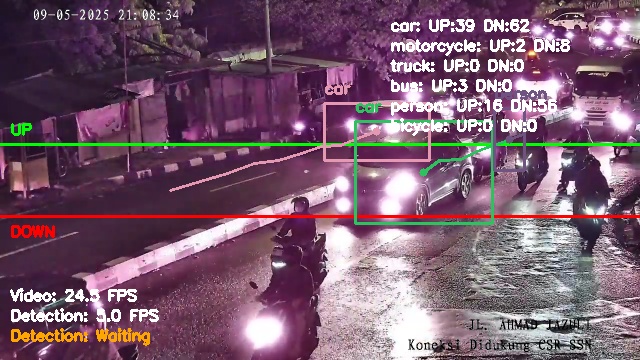 09-05-2025 21:08:34
car: UP:39 DN:62
motorcycle: UP:2 DN:8
truck: UP:0 DN:0
bus: UP:3 DN:0
person: UP:16 DN:56
bicycle: UP:0 DN:0
car
car
UP
DOWN
Video: 24.5 FPS
Detection: 5.0 FPS
Detection: Waiting
JL. AHMAD YAZULI
Koneksi Didukung CSR SSN